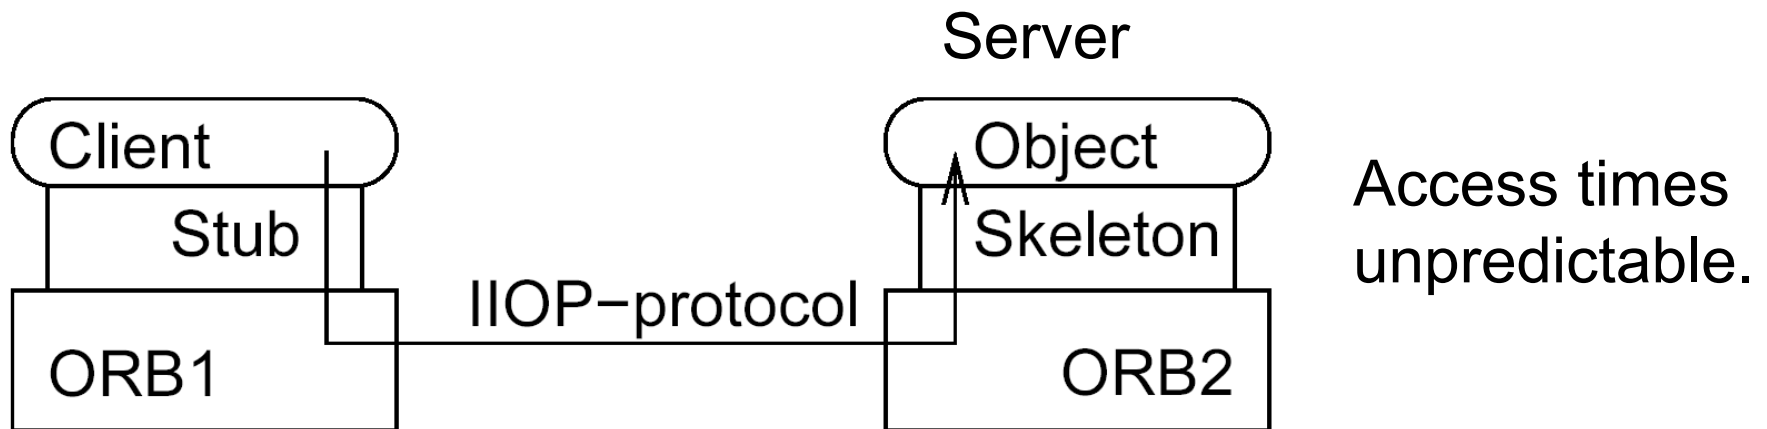 Server
Client
Object
Access times
Stub
Skeleton
unpredictable.
IIOP−protocol
ORB1
ORB2